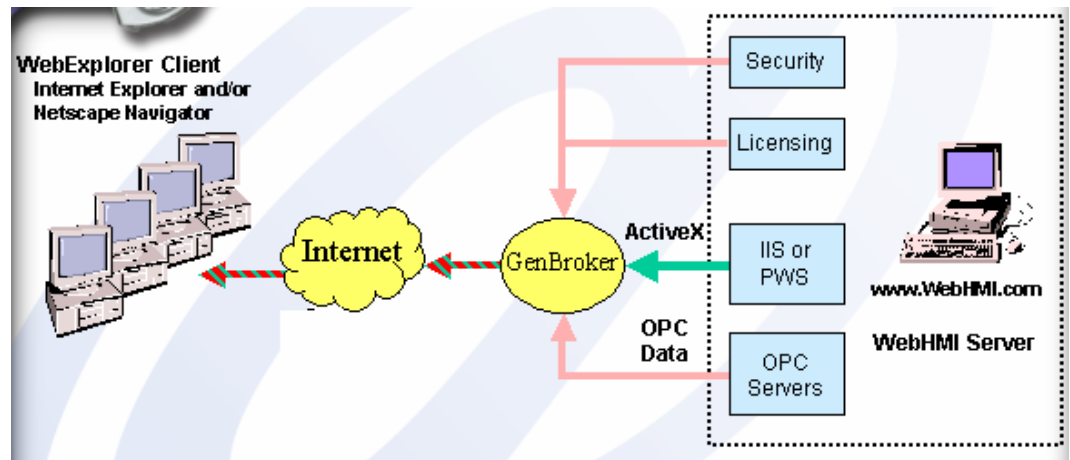 WebExplorer Client
Internet Explorer and/or
Netscape Navigator
Internet
GenBroker
ActiveX
OPC
Data
Security
Licensing
IIS or
PWS
OPC
Servers
www.WebHMI.com
WebHMI Server